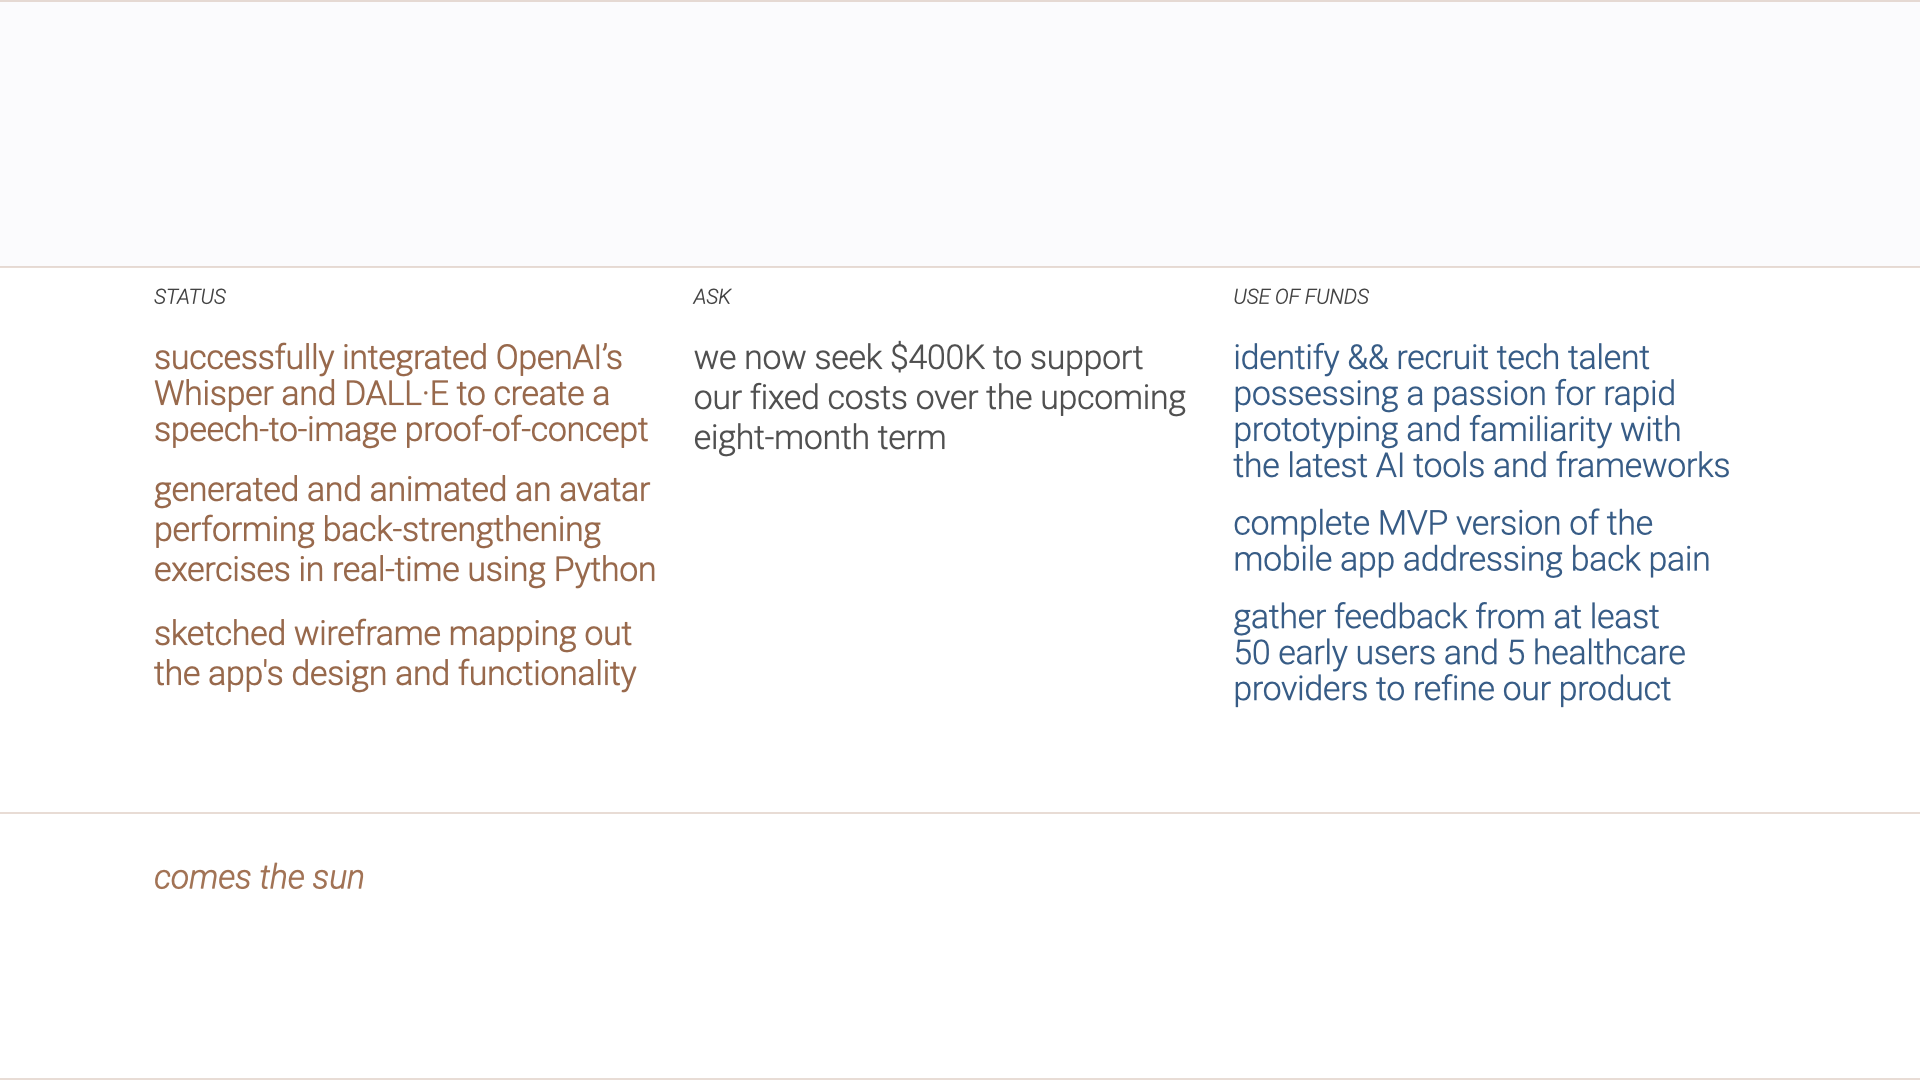 STATUS
successfully integrated OpenAI’s
Whisper and DALL·E to create a
speech-to-image proof-of-concept
generated and animated an avatar
performing back-strengthening
exercises in real-time using Python
sketched wireframe mapping out
the app's design and functionality
ASK
we now seek $400K to support
our fixed costs over the upcoming
eight-month term
USE OF FUNDS
identify && recruit tech talent
possessing a passion for rapid
prototyping and familiarity with
the latest AI tools and frameworks
complete MVP version of the
mobile app addressing back pain
gather feedback from at least
50 early users and 5 healthcare
providers to refine our product
comes the sun